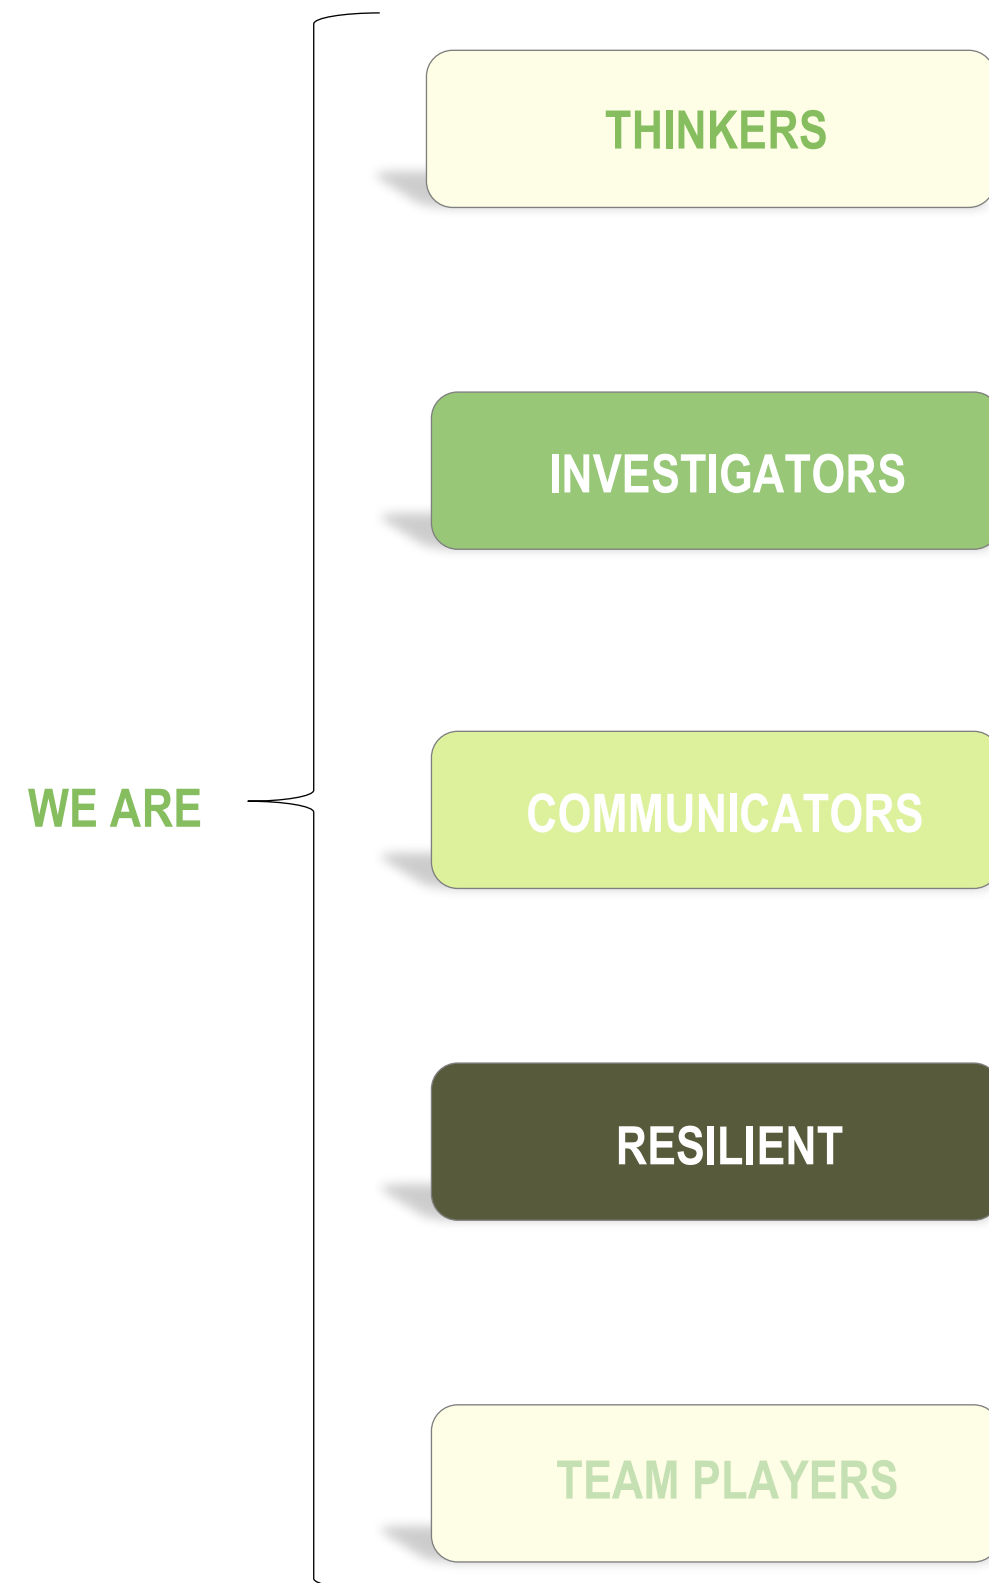 THINKERS
INVESTIGATORS
WE ARE
COMMUNICATORS
RESILIENT
TEAM PLAYERS